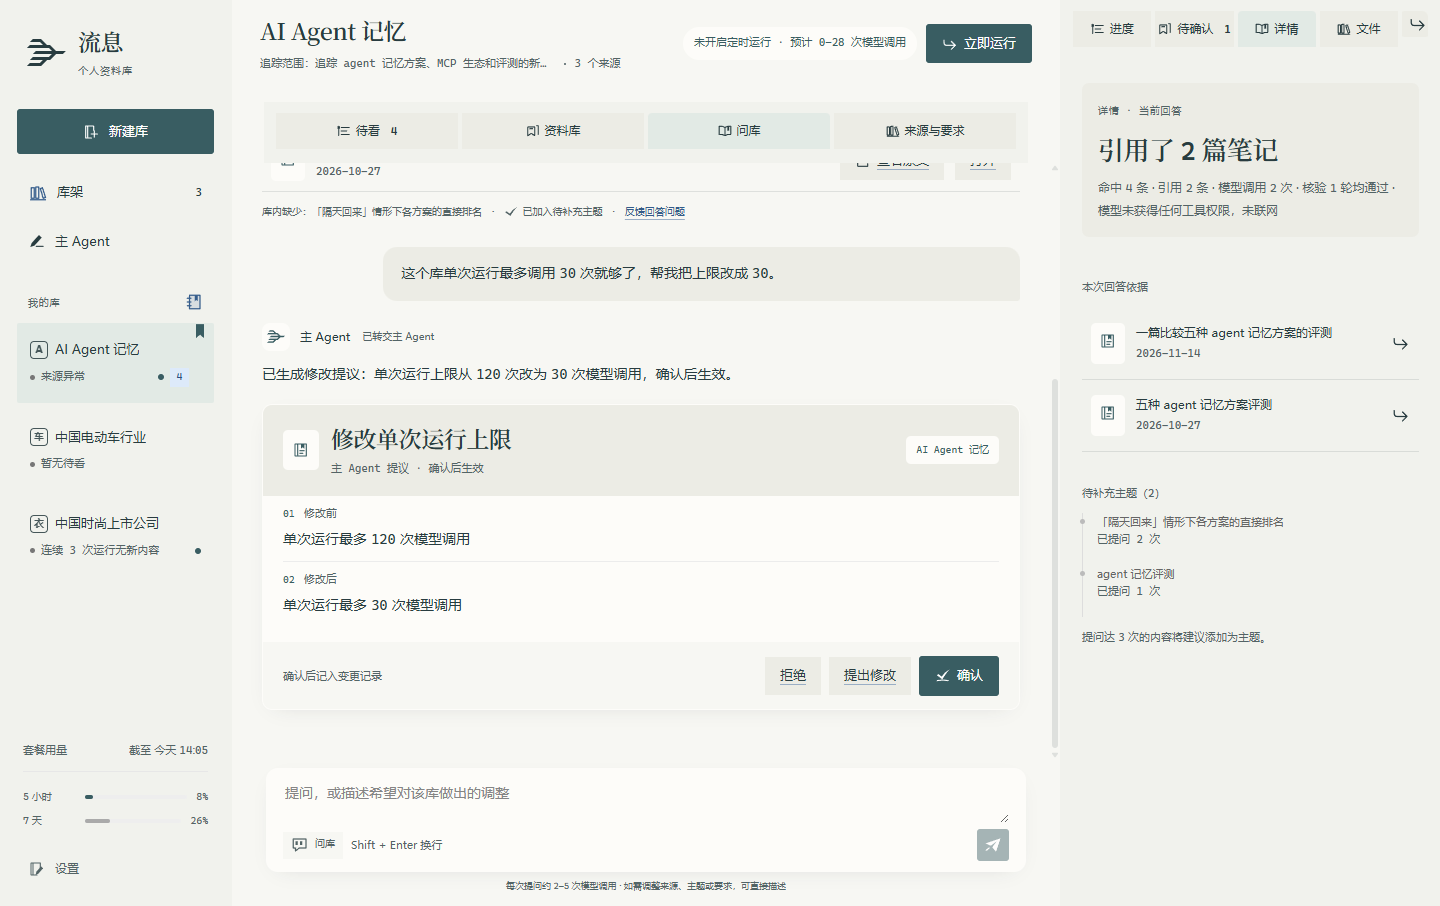 流息
个人资料库
新建库
库架 3
主 Agent
我的库
A AI Agent 记忆
来源异常 4
车 中国电动车行业
暂无待看
衣 中国时尚上市公司
连续 3 次运行无新内容
套餐用量 截至 今天 14:05
5 小时 8%
7 天 26%
设置
AI Agent 记忆
追踪范围：追踪 agent 记忆方案、MCP 生态和评测的新… · 3 个来源
未开启定时运行 · 预计 0–28 次模型调用
立即运行
待看 4
资料库
问库
来源与要求
2026-10-27
库内缺少：「隔天回来」情形下各方案的直接排名 · 已加入待补充主题 · 反馈回答问题
这个库单次运行最多调用 30 次就够了，帮我把上限改成 30。
主 Agent 已转交主 Agent
已生成修改提议：单次运行上限从 120 次改为 30 次模型调用，确认后生效。
修改单次运行上限
主 Agent 提议 · 确认后生效
AI Agent 记忆
01 修改前
单次运行最多 120 次模型调用
02 修改后
单次运行最多 30 次模型调用
确认后记入变更记录
拒绝
提出修改
确认
提问，或描述希望对该库做出的调整
问库 Shift + Enter 换行
每次提问约 2–5 次模型调用 · 如需调整来源、主题或要求，可直接描述
进度
待确认 1
详情
文件
详情 · 当前回答
引用了 2 篇笔记
命中 4 条 · 引用 2 条 · 模型调用 2 次 · 核验 1 轮均通过 ·
模型未获得任何工具权限，未联网
本次回答依据
一篇比较五种 agent 记忆方案的评测
2026-11-14
五种 agent 记忆方案评测
2026-10-27
待补充主题（2）
「隔天回来」情形下各方案的直接排名
已提问 2 次
agent 记忆评测
已提问 1 次
提问达 3 次的内容将建议添加为主题。